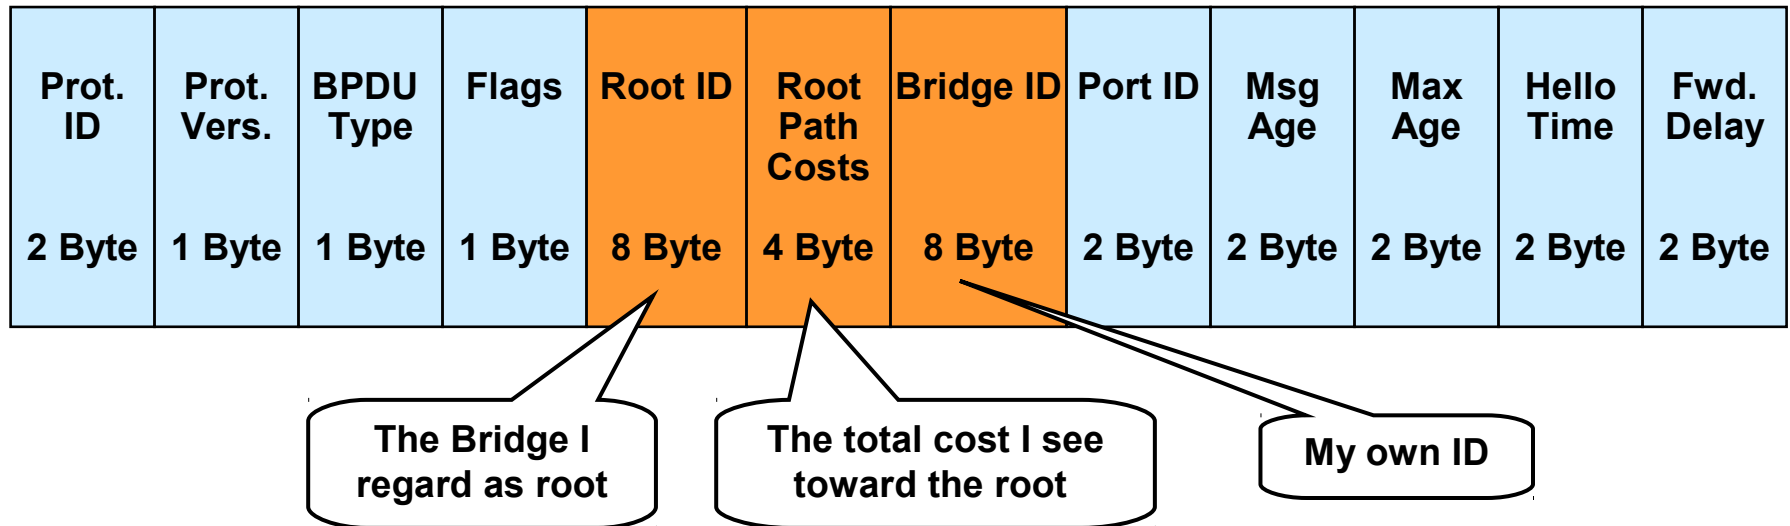 Prot.
ID
2 Byte
Prot.
Vers.
1 Byte
BPDU
Type
1 Byte
Flags
1 Byte
Root ID
8 Byte
Root
Path
Costs
4 Byte
Bridge ID
8 Byte
Port ID
2 Byte
Msg
Age
2 Byte
Max
Age
2 Byte
Hello
Time
2 Byte
Fwd.
Delay
2 Byte
The Bridge I
regard as root
The total cost I see
toward the root
My own ID